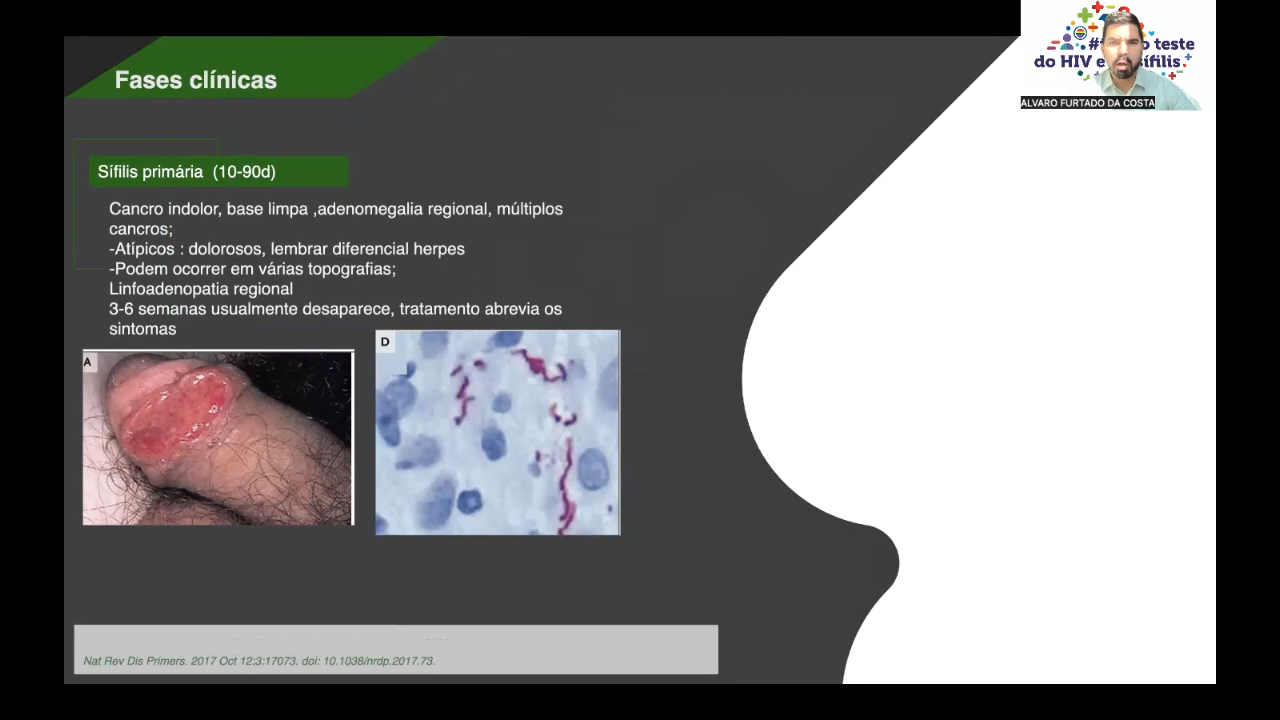 Fases clínicas
Sífilis primária (10-90d)
Cancro indolor, base limpa ,adenomegalia regional, múltiplos
cancros;
-Atípicos : dolorosos, lembrar diferencial herpes
-Podem ocorrer em várias topografias;
Linfoadenopatia regional
3-6 semanas usualmente desaparece, tratamento abrevia os
sintomas
A
D
Nat Rev Dis Primers. 2017 Oct 12;3:17073. doi: 10.1038/nrdp.2017.73.
teste
do HIV e
ALVARO FURTADO DA COSTA